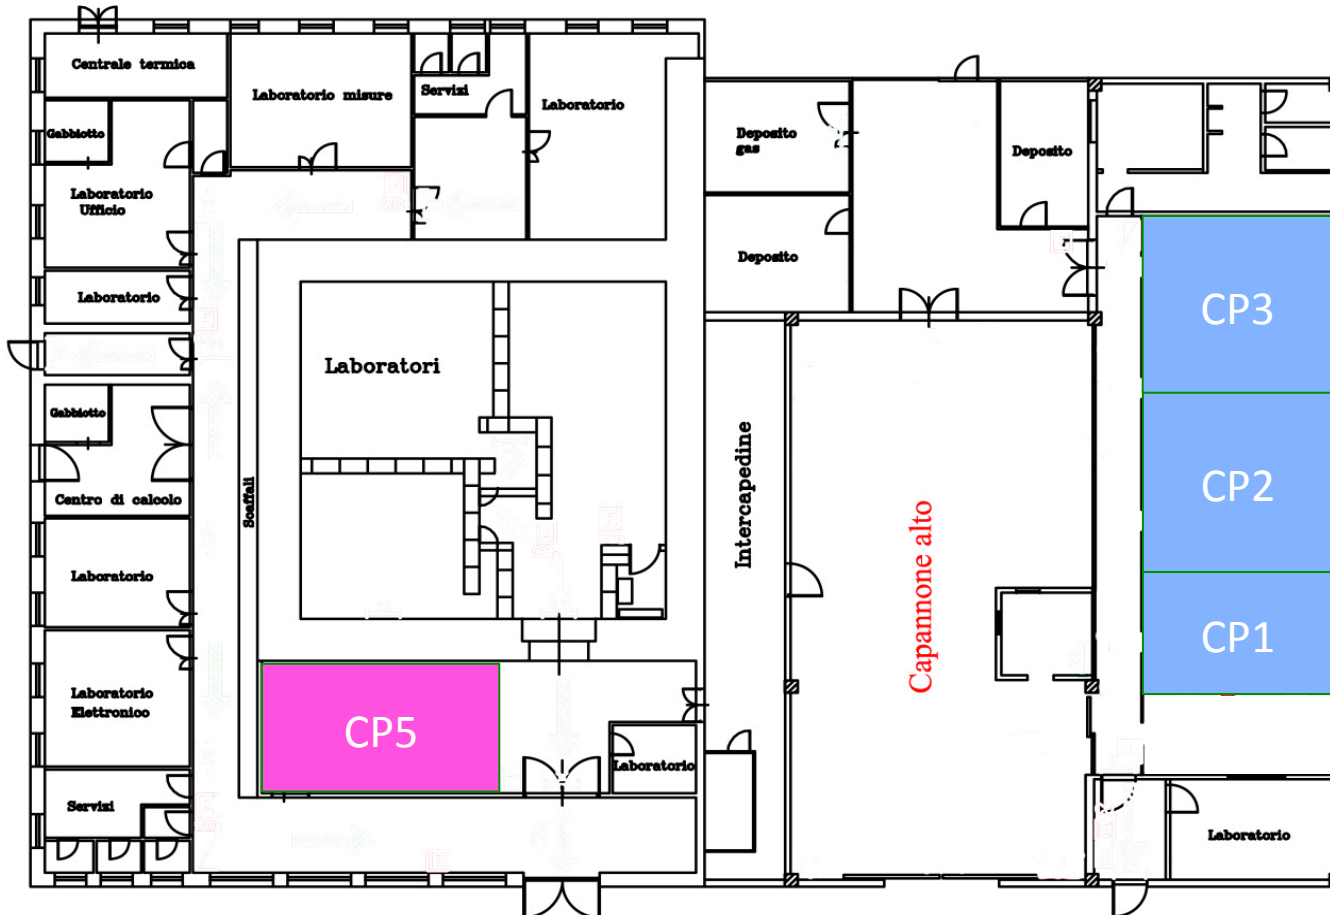 Centrale termica
Laboratorio misure
Servizi
Laboratorio
Gabbiotto
Deposito
gas
Deposito
Laboratorio
Ufficio
Deposito
Laboratorio
CP3
Laboratori
Gabbiotto
Centro di calcolo
Scaffali
Intercapedine
Capannone alto
CP2
Laboratorio
CP1
Laboratorio
Elettronico
CP5
Laboratorio
Servizi
Laboratorio